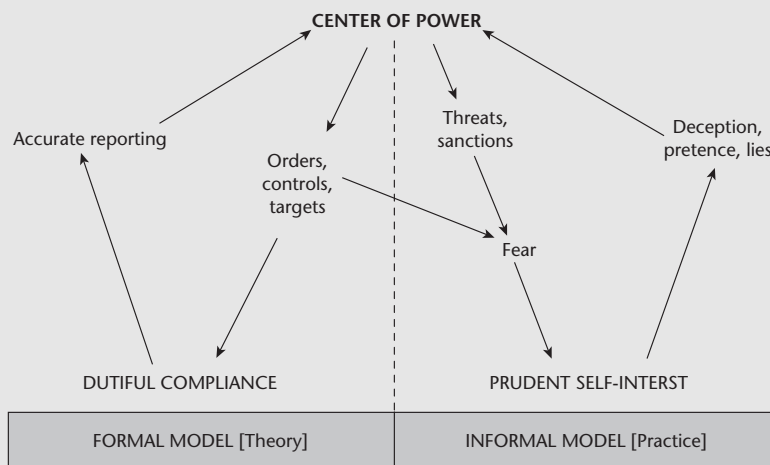 CENTER OF POWER
Accurate reporting
Orders,
controls,
targets
Threats,
sanctions
Deception,
pretence, lies
Fear
DUTIFUL COMPLIANCE
PRUDENT SELF-INTERST
FORMAL MODEL [Theory]
INFORMAL MODEL [Practice]